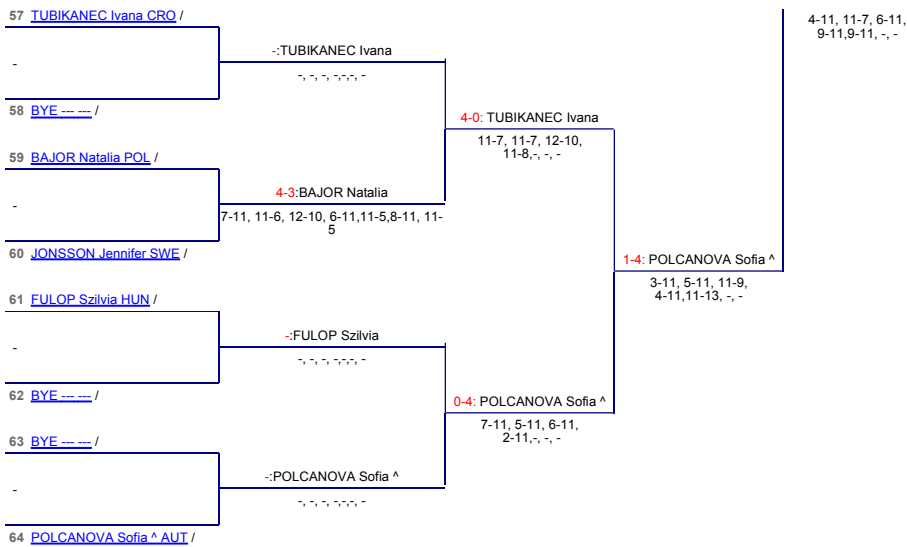 57 TUBIKANEC Ivana CRO /
4-11, 11-7, 6-11,
9-11,9-11, -, -
-:TUBIKANEC Ivana
-
-, -, -, -,-,-, -
58 BYE --- --- /
4-0: TUBIKANEC Ivana
11-7, 11-7, 12-10,
11-8,-, -, -
59 BAJOR Natalia POL /
4-3:BAJOR Natalia
-
7-11, 11-6, 12-10, 6-11,11-5,8-11, 11-
5
60 JONSSON Jennifer SWE /
1-4: POLCANOVA Sofia ^
3-11, 5-11, 11-9,
4-11,11-13, -, -
61 FULOP Szilvia HUN /
-:FULOP Szilvia
-
-, -, -, -,-,-, -
62 BYE --- --- /
0-4: POLCANOVA Sofia ^
7-11, 5-11, 6-11,
2-11,-, -, -
63 BYE --- --- /
-:POLCANOVA Sofia ^
-
-, -, -, -,-,-, -
64 POLCANOVA Sofia ^ AUT /